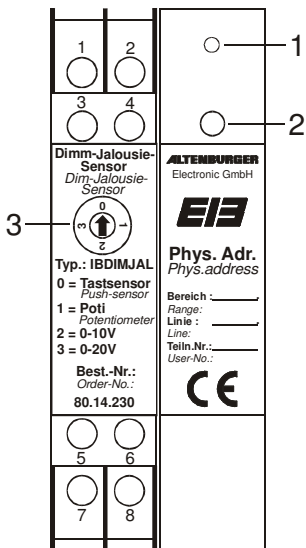 1 2
3 4
Dimm-Jalousie-
Sensor
Dim-Jalousie-
Sensor
0
1
2
3
Typ.: IBDIMJAL
0 = Tastsensor
Push-sensor
1 = Poti
Potentiometer
2 = 0-10V
3 = 0-20V
Best.-Nr.:
Order-No.:
80.14.230
5 6
7 8
3
1
2
ALTENBURGER
Electronic GmbH
EIB
Phys. Adr.
Phys.address
Bereich :
Range:
Linie :
Line:
Teiln.Nr.:
User-No.:
CE